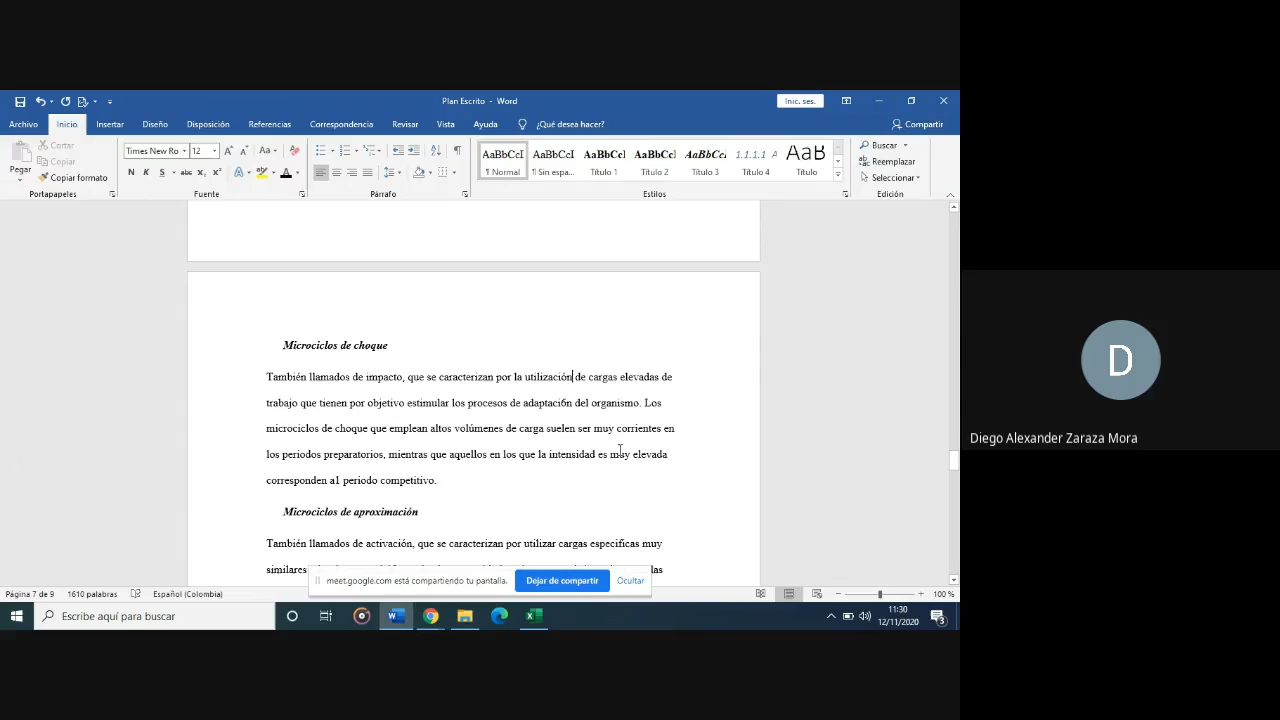 Plan Escrito - Word
Inic. ses.
Archivo Inicio Insertar Diseño Disposición Referencias Correspondencia Revisar Vista Ayuda ¿Qué desea hacer? Compartir
Pegar
Cortar
Copiar
Copiar formato
Portapapeles
Times New Ro 12
Fuente
Párrafo
AaBbCcI AaBbCcI AaBbCcl AaBbCcl AaBbCcl 1.1.1.1 AaB
¶ Normal ¶ Sin espa... Título 1 Título 2 Título 3 Título 4 Título
Estilos
Buscar
Reemplazar
Seleccionar
Edición
Microciclos de choque
También llamados de impacto, que se caracterizan por la utilización de cargas elevadas de
trabajo que tienen por objetivo estimular los procesos de adaptación del organismo. Los
microciclos de choque que emplean altos volúmenes de carga suelen ser muy corrientes en
los periodos preparatorios, mientras que aquellos en los que la intensidad es muy elevada
corresponden a1 periodo competitivo.
Microciclos de aproximación
También llamados de activación, que se caracterizan por utilizar cargas especificas muy
similares
meet.google.com está compartiendo tu pantalla. Dejar de compartir Ocultar
Página 7 de 9 1610 palabras Español (Colombia) 100 %
Escribe aquí para buscar
11:30
12/11/2020
3
D
Diego Alexander Zaraza Mora